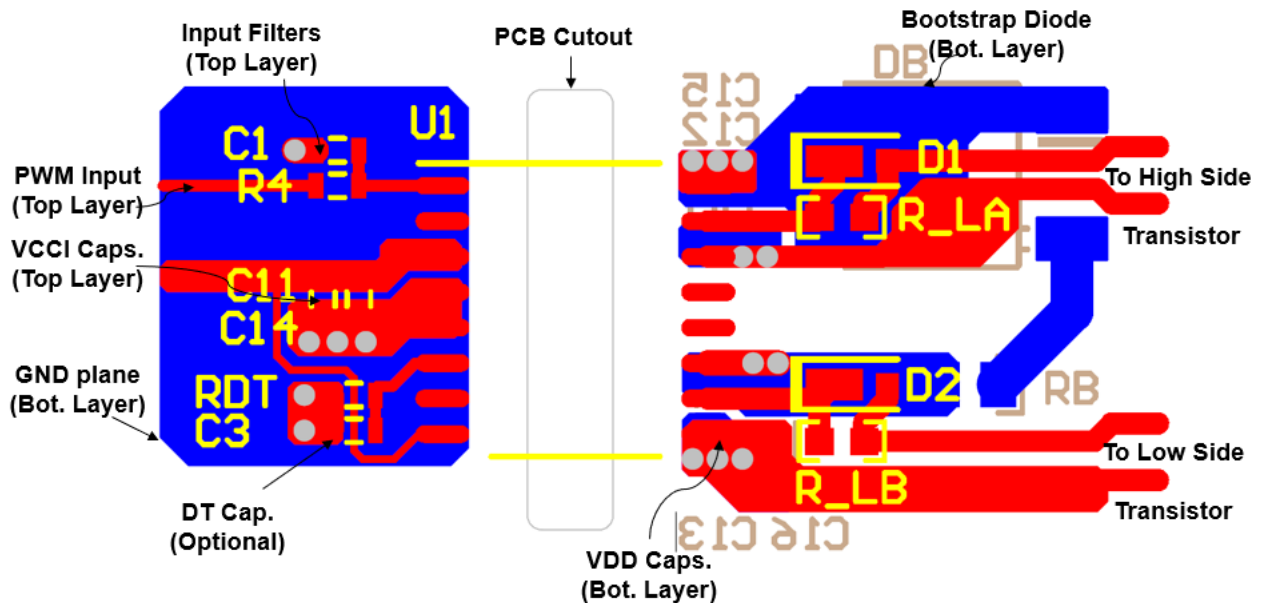 Input Filters
(Top Layer)
PCB Cutout
Bootstrap Diode
(Bot. Layer)
DB
C15
C12
C1
U1
D1
PWM Input
(Top Layer)
R4
To High Side
R_LA
Transistor
VCCI Caps.
(Top Layer)
C11
C14
GND plane
(Bot. Layer)
RDT
D2
RB
C3
To Low Side
R_LB
Transistor
DT Cap.
(Optional)
C13
C16
VDD Caps.
(Bot. Layer)